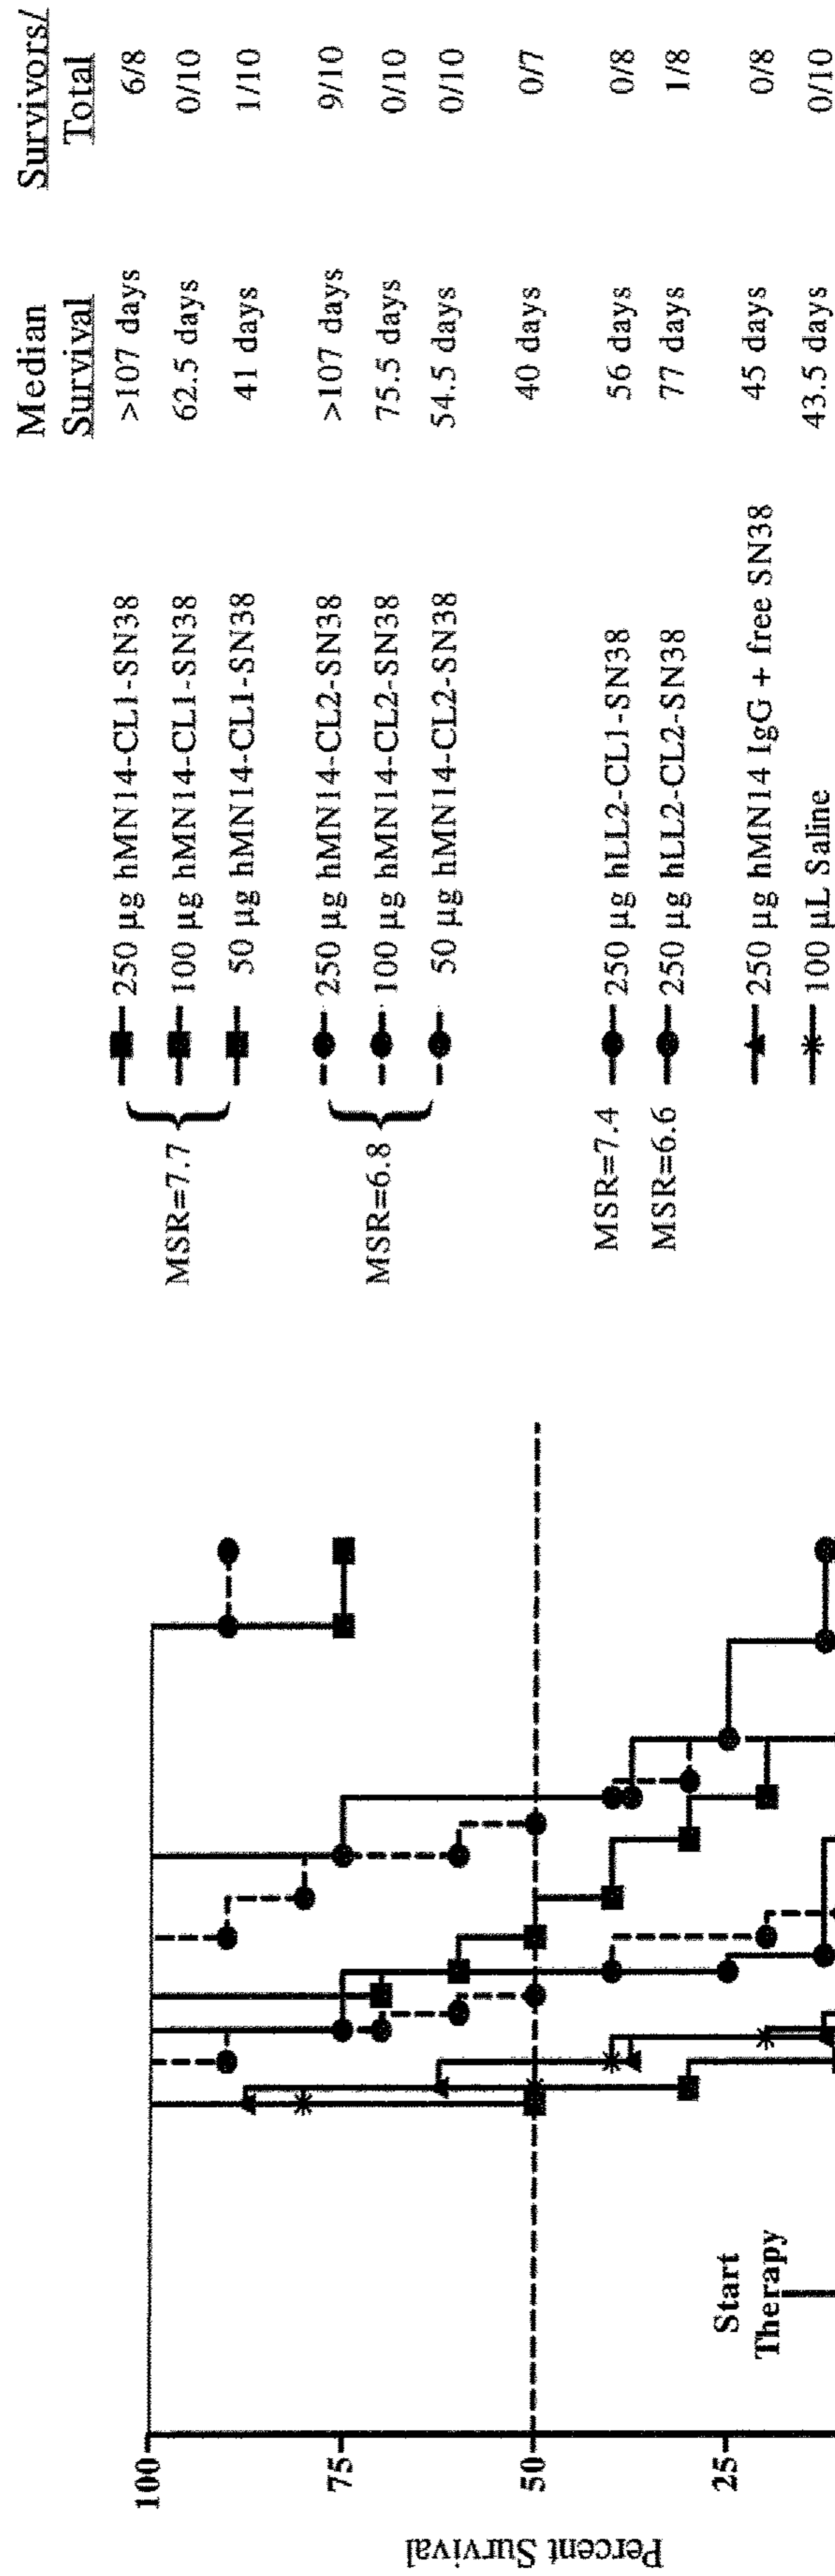 Percent Survival
100
75
50
25
Start
Therapy
Median
Survival
Survivors/
Total
MSR=7.7
250 µg hMN14-CL1-SN38 >107 days 6/8
100 µg hMN14-CL1-SN38 62.5 days 0/10
50 µg hMN14-CL1-SN38 41 days 1/10
MSR=6.8
250 µg hMN14-CL2-SN38 >107 days 9/10
100 µg hMN14-CL2-SN38 75.5 days 0/10
50 µg hMN14-CL2-SN38 54.5 days 0/10
40 days 0/7
MSR=7.4 250 µg hLL2-CL1-SN38 56 days 0/8
MSR=6.6 250 µg hLL2-CL2-SN38 77 days 1/8
250 µg hMN14 IgG + free SN38 45 days 0/8
100 µL Saline 43.5 days 0/10